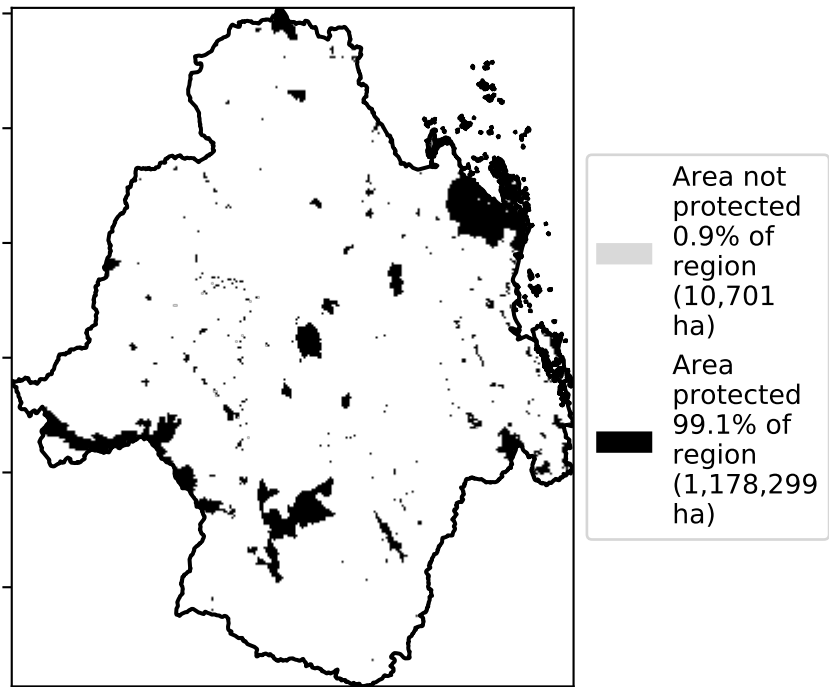 Area not
protected
0.9% of
region
(10,701
ha)
Area
protected
99.1% of
region
(1,178,299
ha)